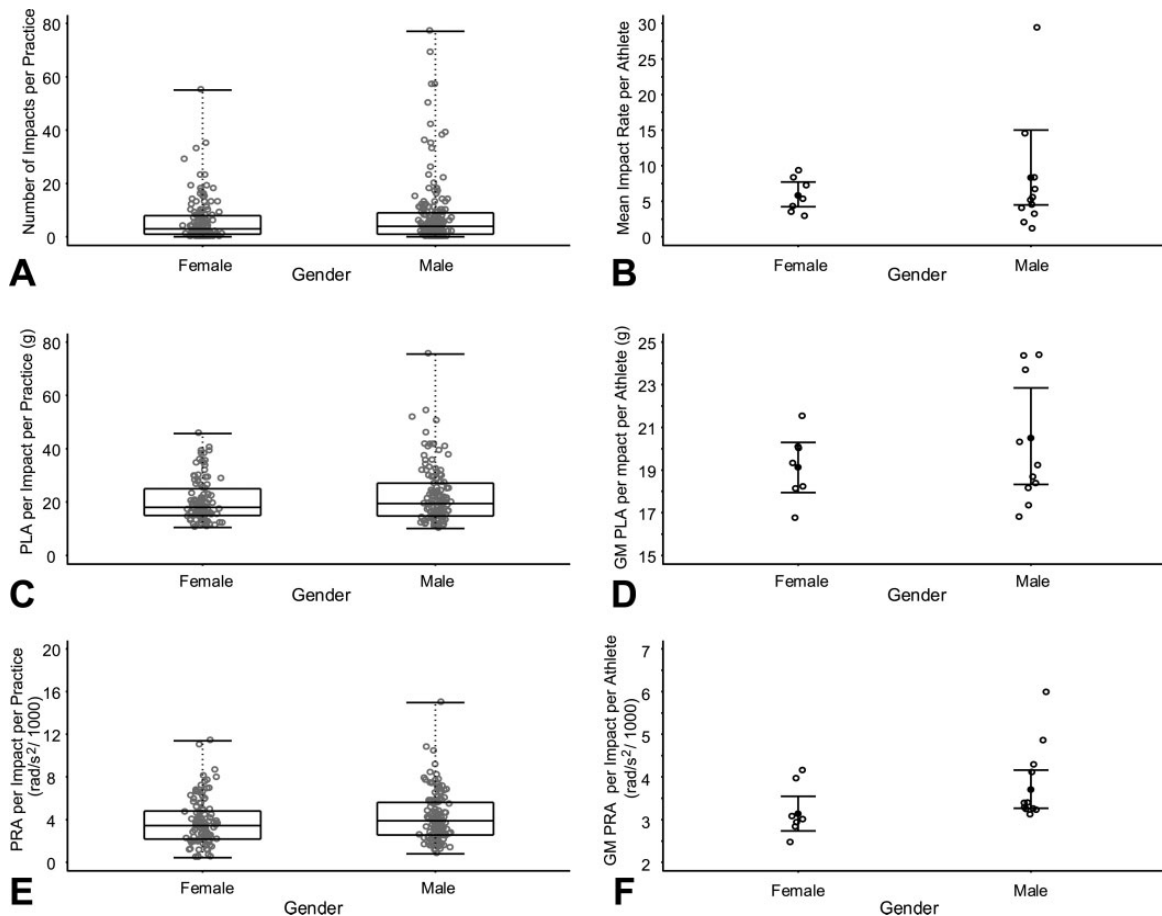 Number of Impacts per Practice
80
60
40
20
0
Female
Male
Gender
A
Mean Impact Rate per Athlete
30
25
20
15
10
5
0
Female
Male
Gender
B
PLA per Impact per Practice (g)
80
60
40
20
0
Female
Male
Gender
C
GM PLA per mpact per Athlete (g)
25
23
21
19
17
15
Female
Male
Gender
D
PRA per Impact per Practice
(rad/s²/ 1000)
20
16
12
8
4
0
Female
Male
Gender
E
GM PRA per Impact per Athlete
(rad/s²/ 1000)
7
6
5
4
3
2
Female
Male
Gender
F